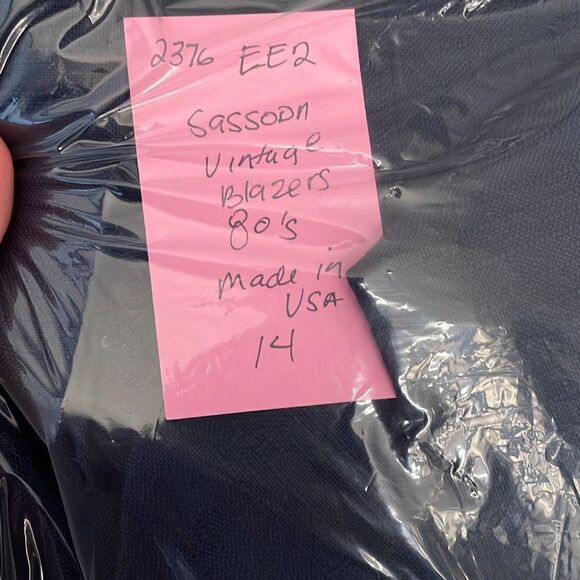 2376 EE2
Sassoon
Vintage
Blazers
80's
made in
USA
14